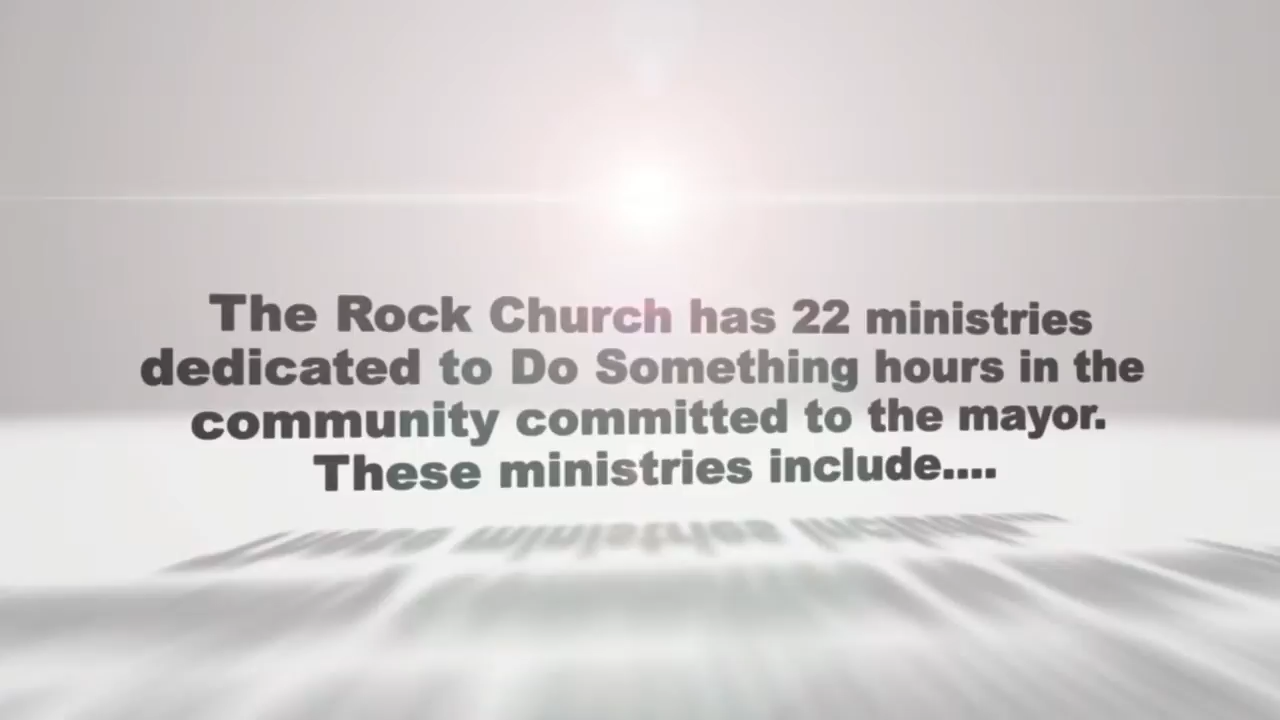 The Rock Church has 22 ministries
dedicated to Do Something hours in the
community committed to the mayor.
These ministries include....